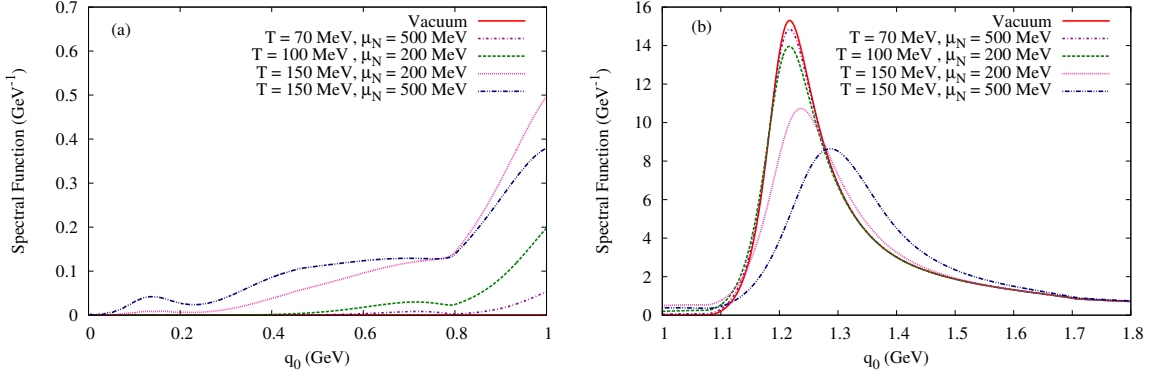 (a)
Spectral Function (GeV⁻¹)
0.7
0.6
0.5
0.4
0.3
0.2
0.1
0
Vacuum
T = 70 MeV, μ_N = 500 MeV
T = 100 MeV , μ_N = 200 MeV
T = 150 MeV , μ_N = 200 MeV
T = 150 MeV , μ_N = 500 MeV
0 0.2 0.4 0.6 0.8 1
q₀ (GeV)
(b)
Spectral Function (GeV⁻¹)
16
14
12
10
8
6
4
2
0
Vacuum
T = 70 MeV, μ_N = 500 MeV
T = 100 MeV , μ_N = 200 MeV
T = 150 MeV , μ_N = 200 MeV
T = 150 MeV , μ_N = 500 MeV
1 1.1 1.2 1.3 1.4 1.5 1.6 1.7 1.8
q₀ (GeV)